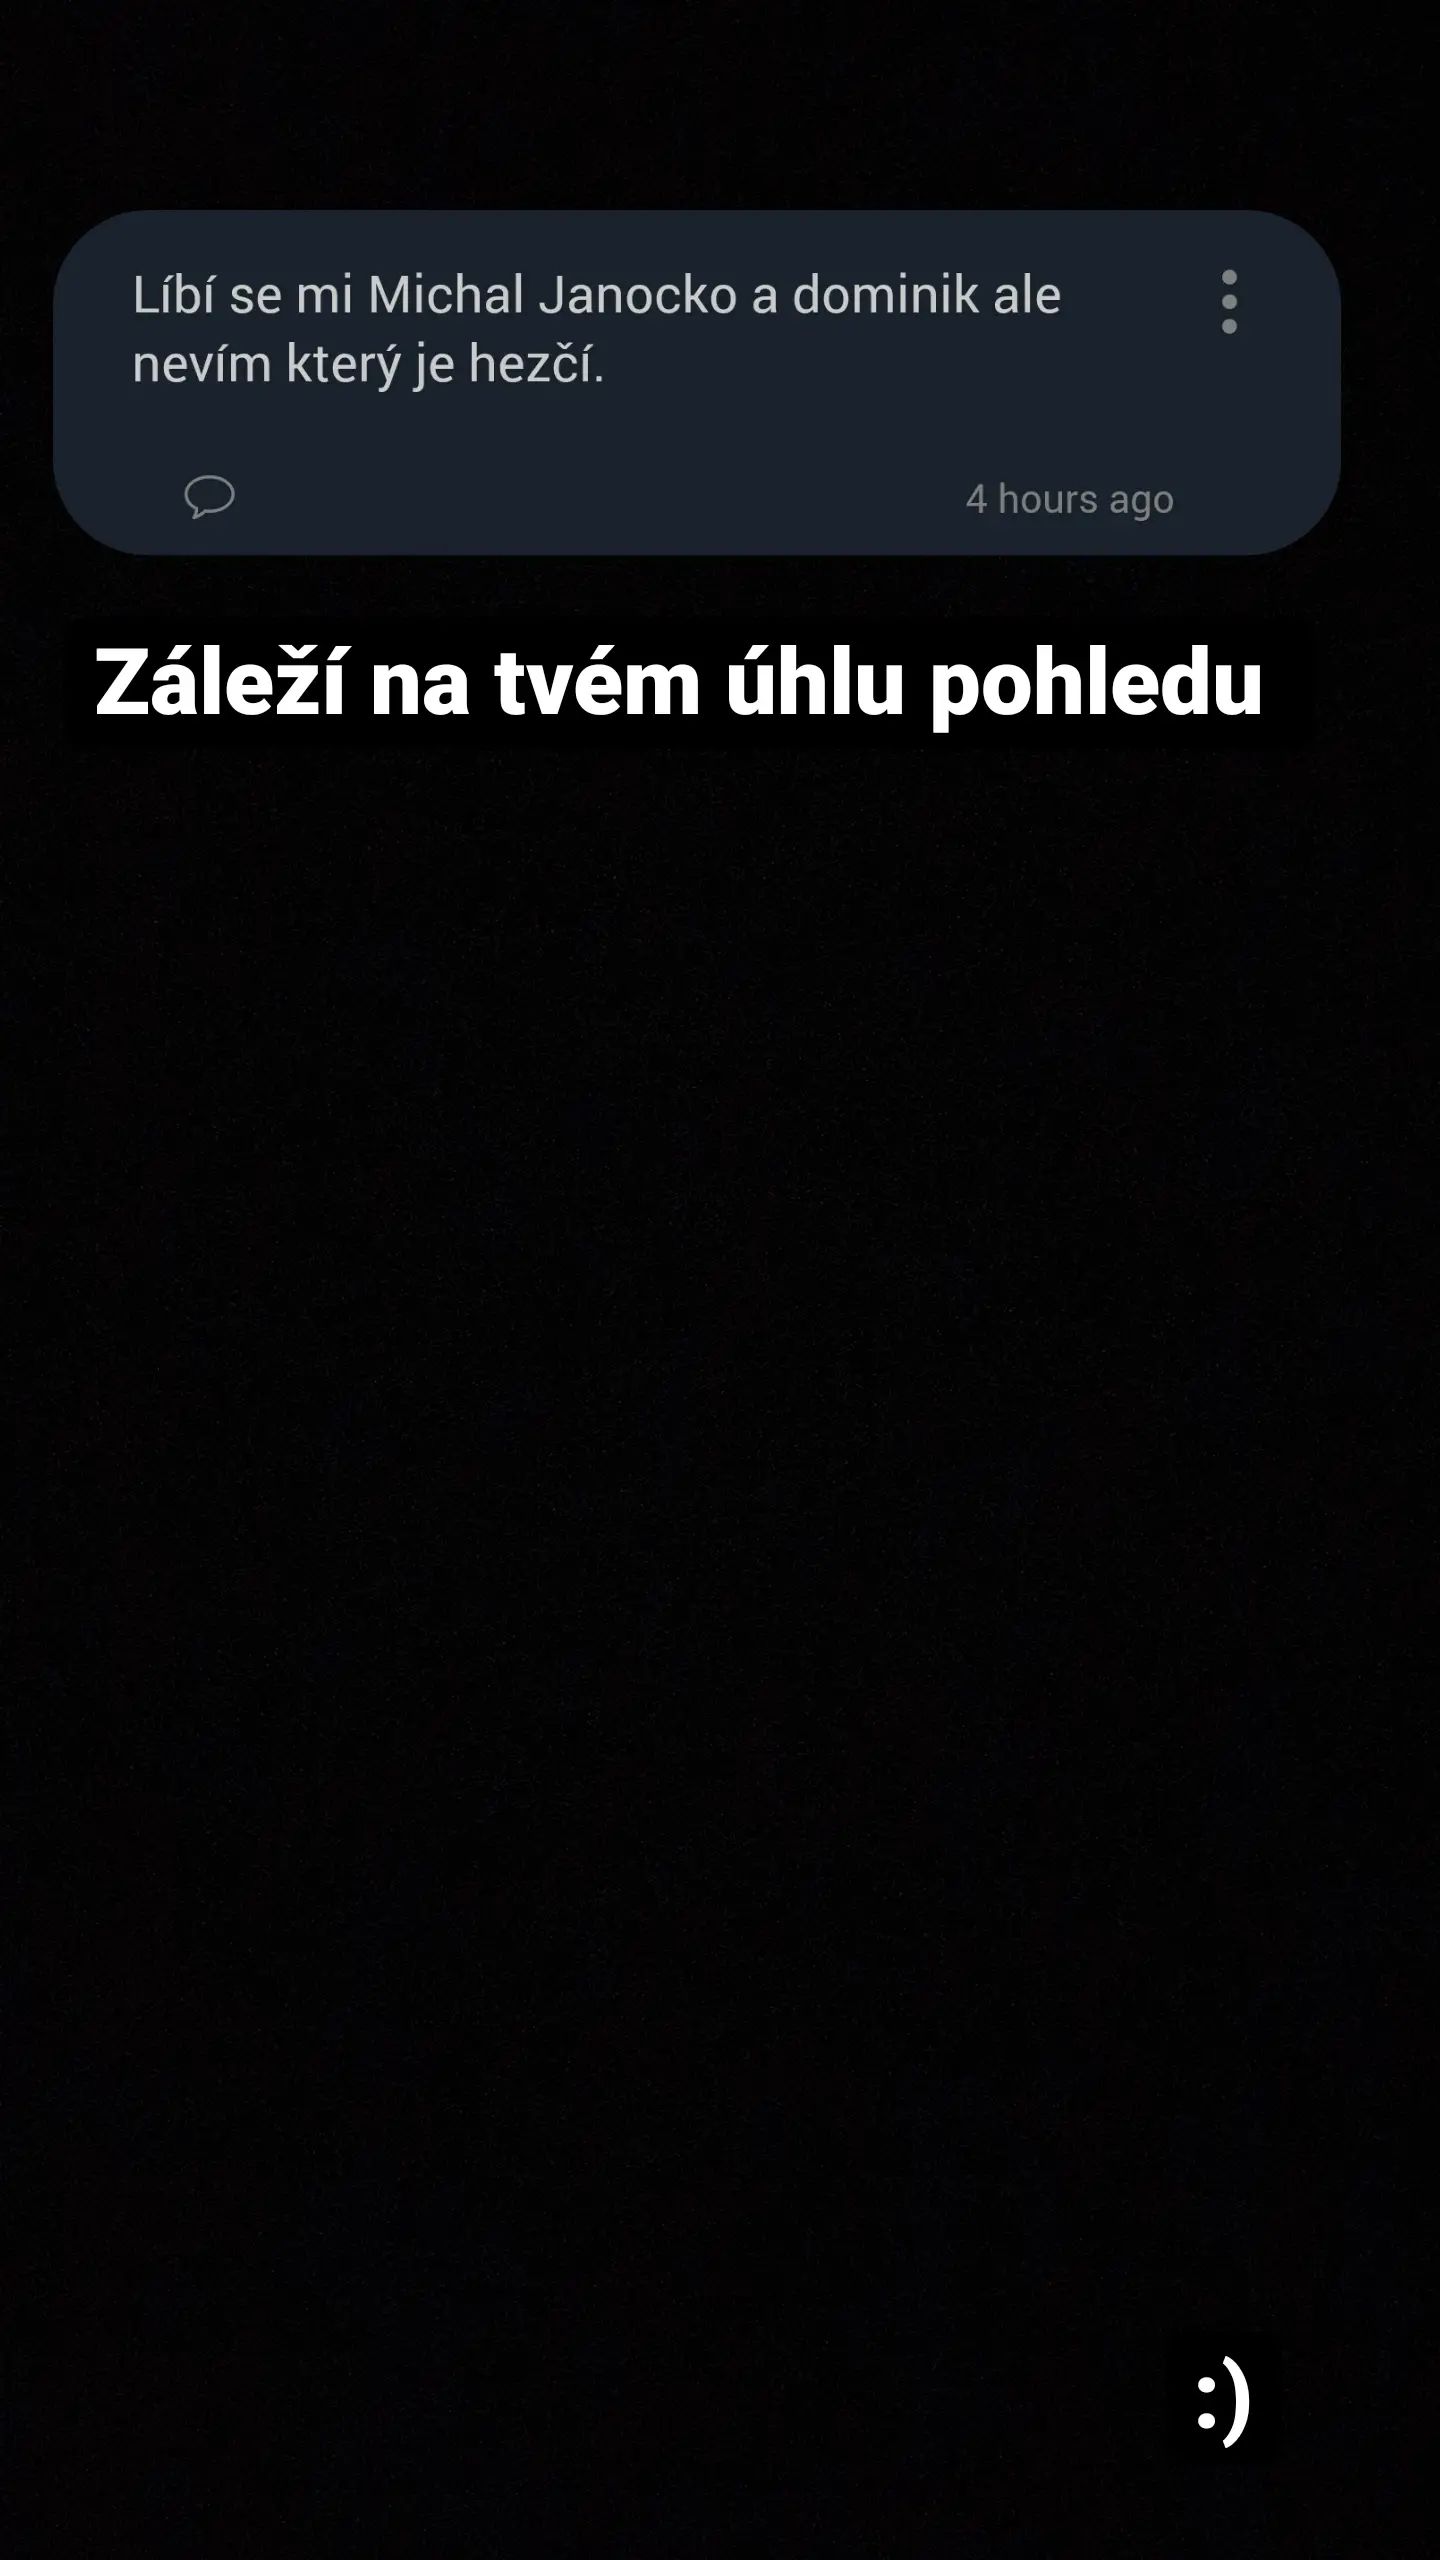 Líbí se mi Michal Janocko a dominik ale
nevím který je hezčí.
4 hours ago
Záleží na tvém úhlu pohledu
:)